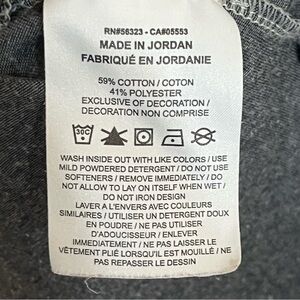 RN#56323 - CA#05553
MADE IN JORDAN
FABRIQUÉ EN JORDANIE
59% COTTON / COTON
41% POLYESTER
EXCLUSIVE OF DECORATION /
DECORATION NON COMPRISE
30C
WASH INSIDE OUT WITH LIKE COLORS / USE
MILD POWDERED DETERGENT / DO NOT USE
SOFTENERS / REMOVE IMMEDIATELY / DO
NOT ALLOW TO LAY ON ITSELF WHEN WET /
DO NOT IRON DESIGN
LAVER A L'ENVERS AVEC COULEURS
SIMILAIRES / UTILISER UN DETERGENT DOUX
EN POUDRE / NE PAS UTILISER
D'ADOUCISSEUR / ENLEVER
IMMEDIATEMENT / NE PAS LAISSER LE
VÊTEMENT PLIÉ LORSQU'IL EST MOUILLÉ / NE
PAS REPASSER LE DESSIN